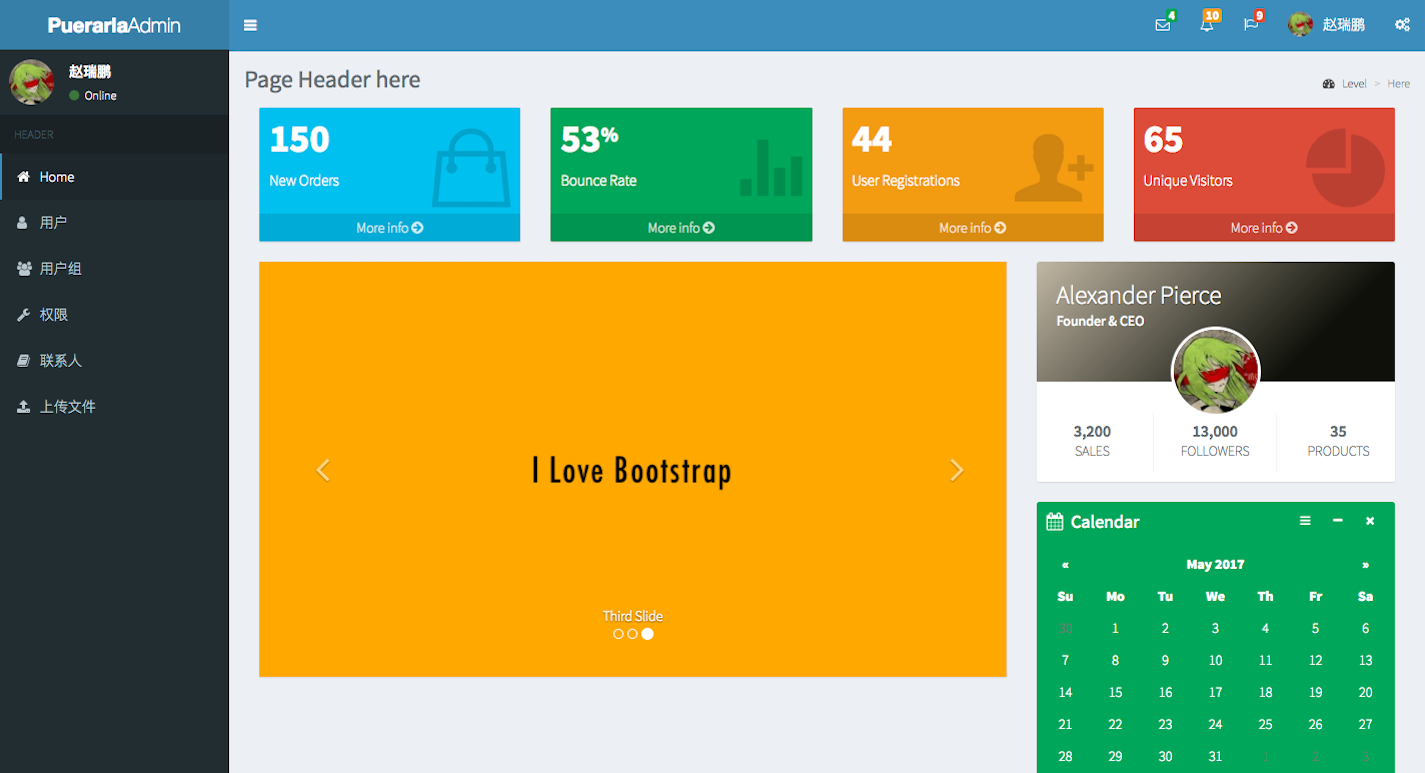 PuerarIaAdmin
4
10
9
赵瑞鹏
赵瑞鹏
Online
HEADER
Home
用户
用户组
权限
联系人
上传文件
Page Header here
Level > Here
150
New Orders
More info
53%
Bounce Rate
More info
44
User Registrations
More info
65
Unique Visitors
More info
I Love Bootstrap
Third Slide
Alexander Pierce
Founder & CEO
3,200 13,000 35
SALES FOLLOWERS PRODUCTS
Calendar
« May 2017 »
Su Mo Tu We Th Fr Sa
30 1 2 3 4 5 6
7 8 9 10 11 12 13
14 15 16 17 18 19 20
21 22 23 24 25 26 27
28 29 30 31 1 2 3